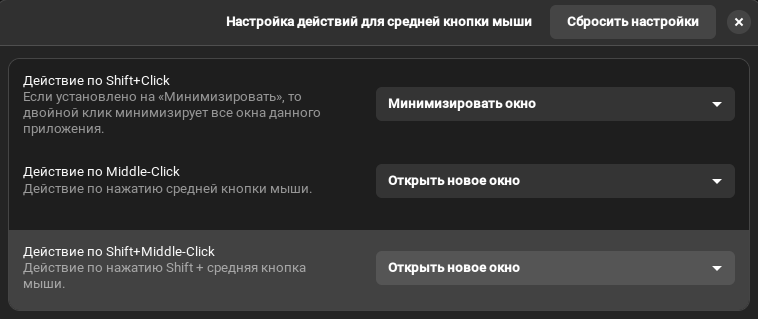 Настройка действий для средней кнопки мыши
Сбросить настройки
Действие по Shift+Click
Если установлено на «Минимизировать», то
двойной клик минимизирует все окна данного
приложения.
Минимизировать окно
Действие по Middle-Click
Действие по нажатию средней кнопки мыши.
Открыть новое окно
Действие по Shift+Middle-Click
Действие по нажатию Shift + средняя кнопка
мыши.
Открыть новое окно